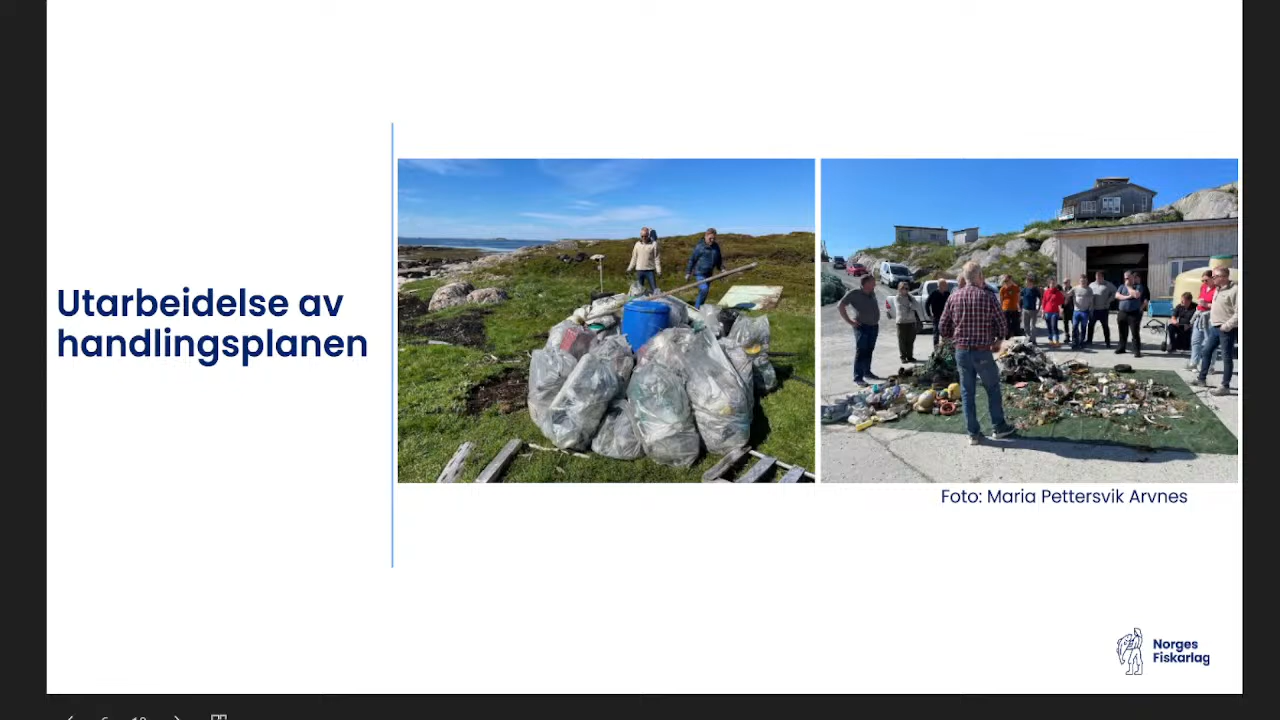 Utarbeidelse av
handlingsplanen
Foto: Maria Pettersvik Arvnes
Norges
Fiskarlag